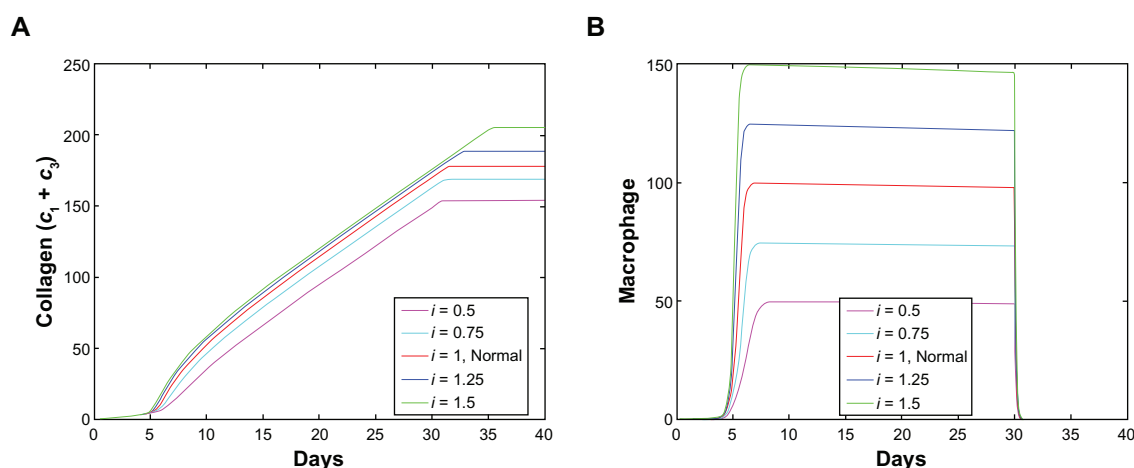 A
250
200
150
100
50
0
0 5 10 15 20 25 30 35 40
Collagen (c1 + c3)
Days
i = 0.5
i = 0.75
i = 1, Normal
i = 1.25
i = 1.5
B
150
100
50
0
0 5 10 15 20 25 30 35 40
Macrophage
Days
i = 0.5
i = 0.75
i = 1, Normal
i = 1.25
i = 1.5